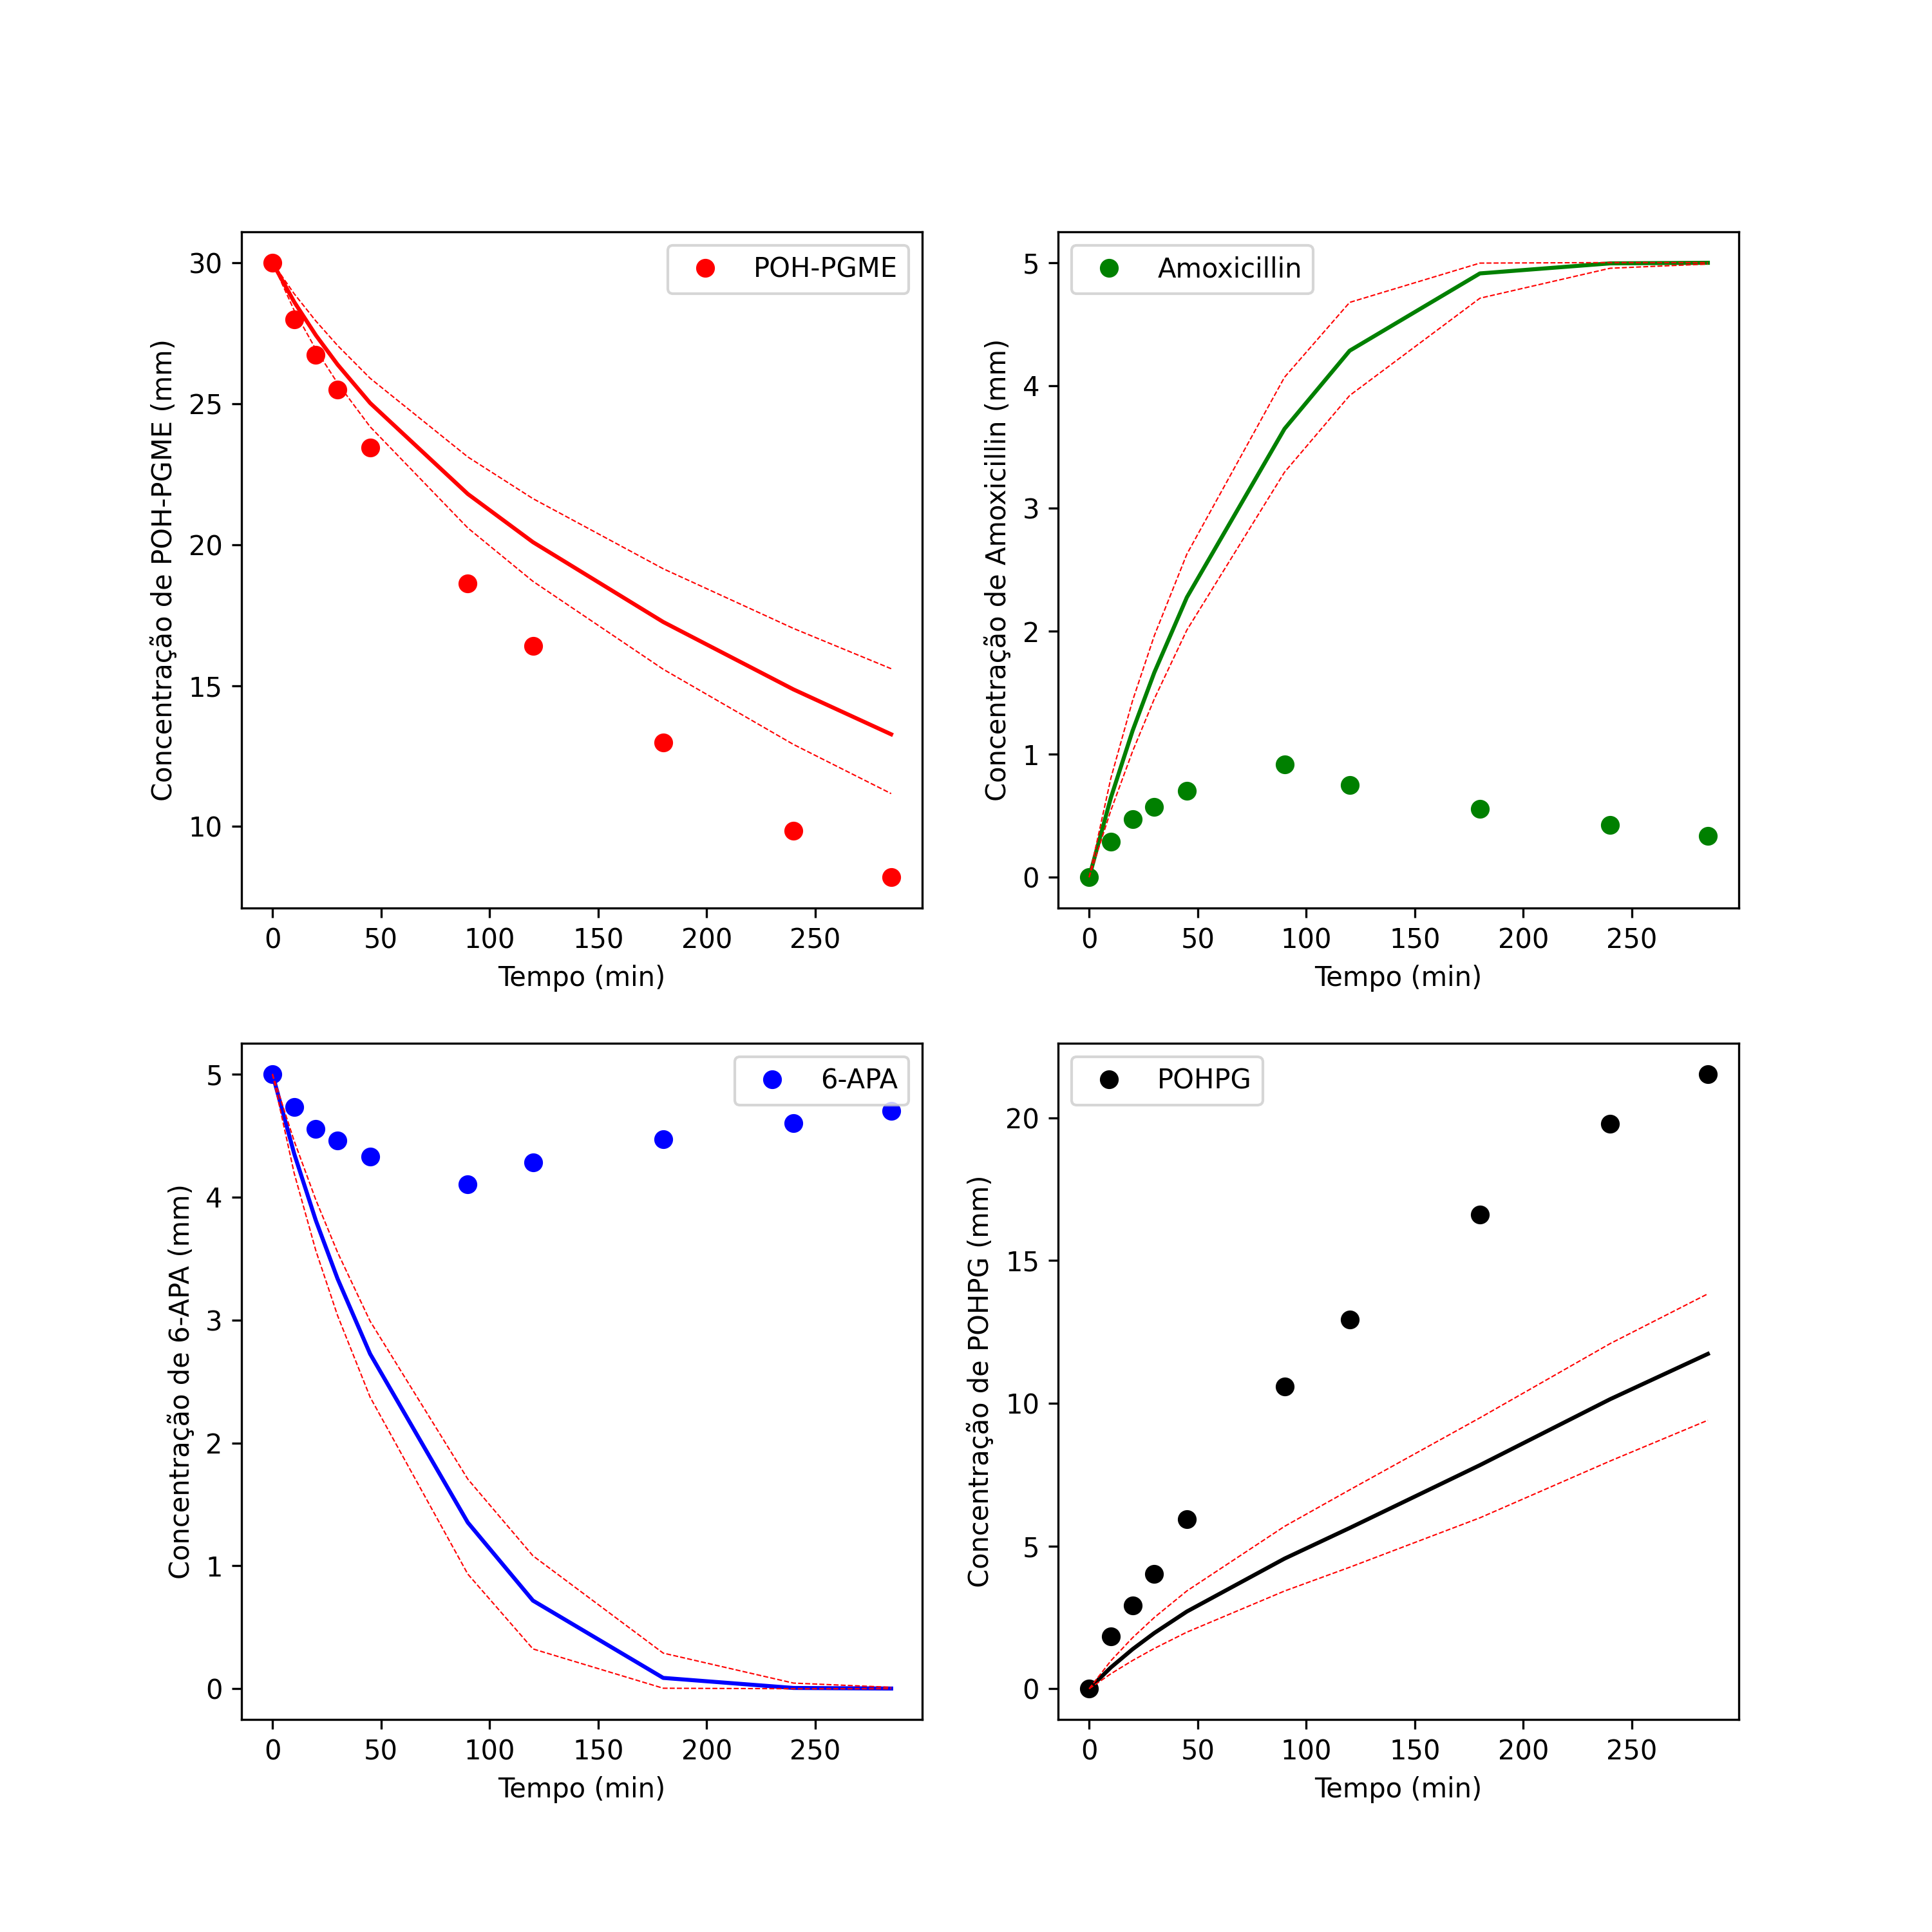 POH-PGME
Concentração de POH-PGME (mm)
30
25
20
15
10
0 50 100 150 200 250
Tempo (min)
Amoxicillin
Concentração de Amoxicillin (mm)
5
4
3
2
1
0
0 50 100 150 200 250
Tempo (min)
6-APA
Concentração de 6-APA (mm)
5
4
3
2
1
0
0 50 100 150 200 250
Tempo (min)
POHPG
Concentração de POHPG (mm)
20
15
10
5
0
0 50 100 150 200 250
Tempo (min)